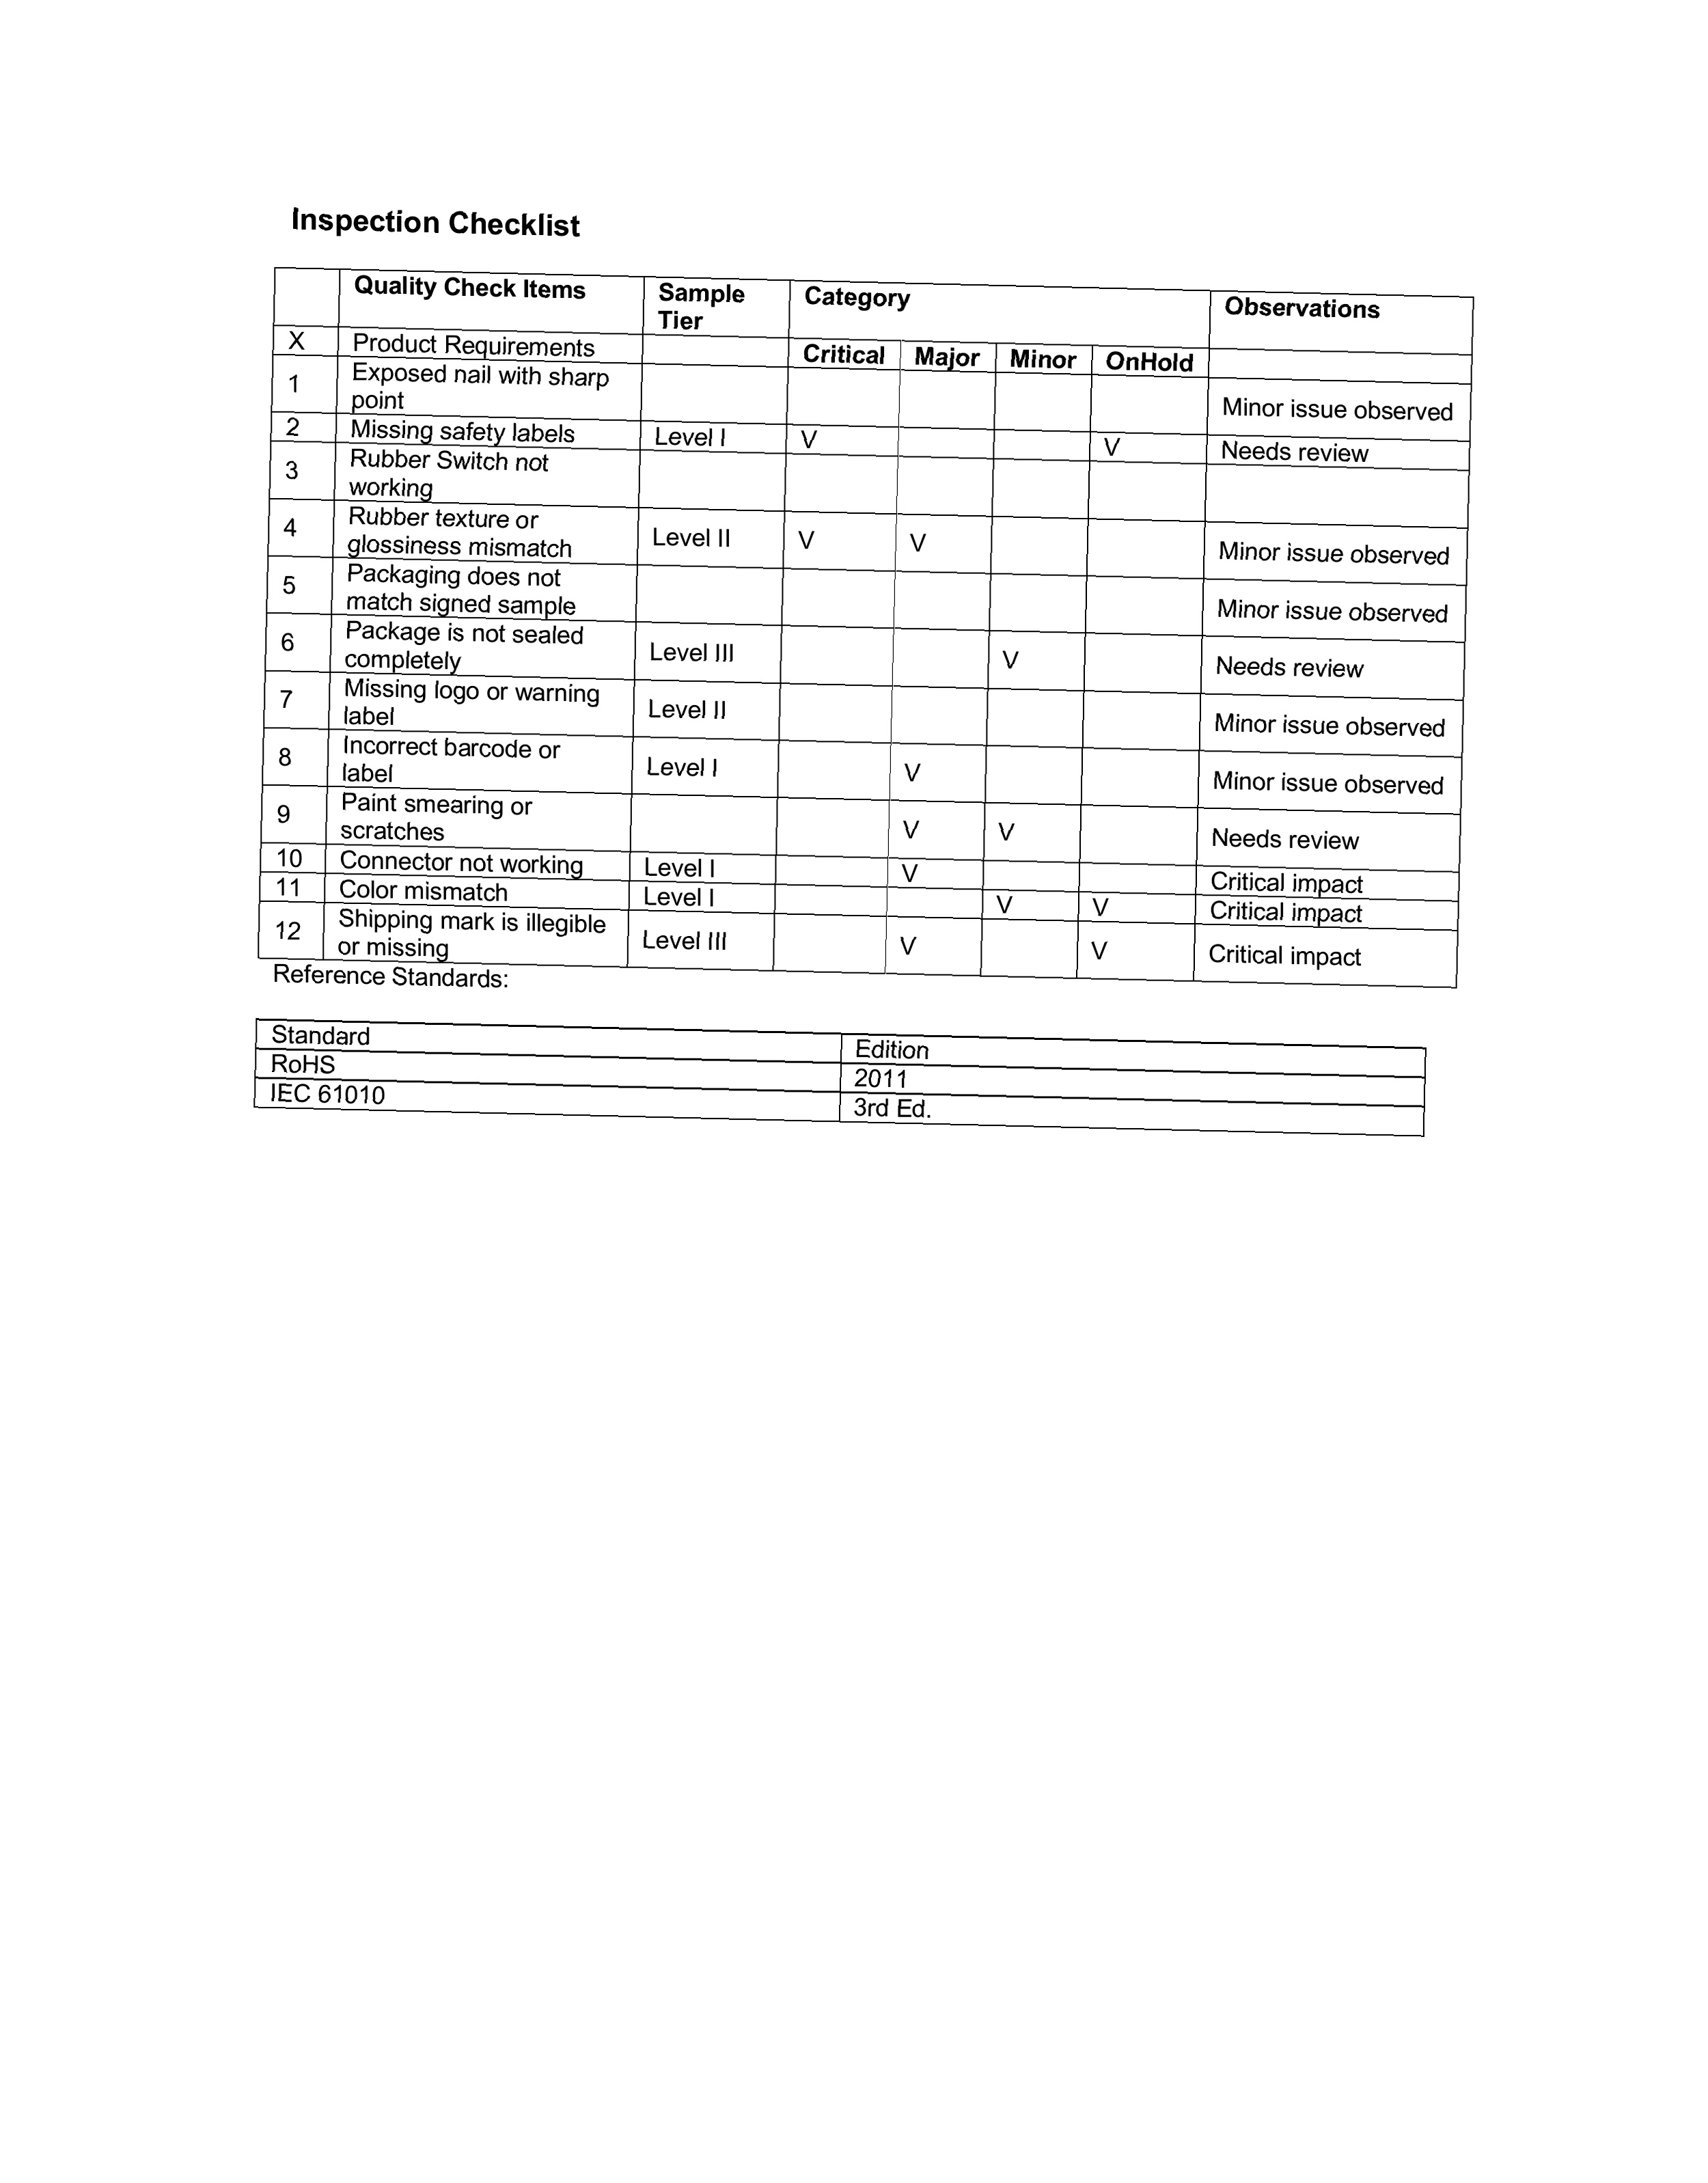 Inspection Checklist
Quality Check Items Sample Tier Category Observations
X Product Requirements Critical Major Minor OnHold
1 Exposed nail with sharp point Minor issue observed
2 Missing safety labels Level I V V Needs review
3 Rubber Switch not working
4 Rubber texture or glossiness mismatch Level II V V Minor issue observed
5 Packaging does not match signed sample Minor issue observed
6 Package is not sealed completely Level III V Needs review
7 Missing logo or warning label Level II Minor issue observed
8 Incorrect barcode or label Level I V Minor issue observed
9 Paint smearing or scratches V V Needs review
10 Connector not working Level I V Critical impact
11 Color mismatch Level I V V Critical impact
12 Shipping mark is illegible or missing Level III V V Critical impact
Reference Standards:
Standard Edition
RoHS 2011
IEC 61010 3rd Ed.